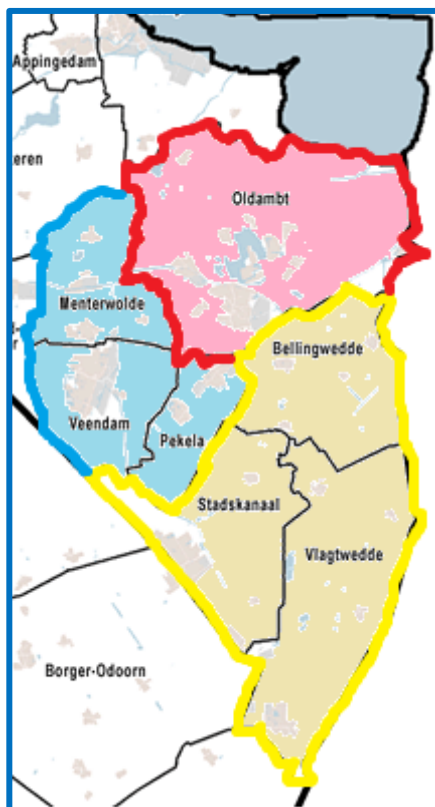 Appingedam
eren
Oldambt
Menterwolde
Bellingwedde
Veendam
Pekela
Stadskanaal
Vlagtwedde
Borger-Odoorn